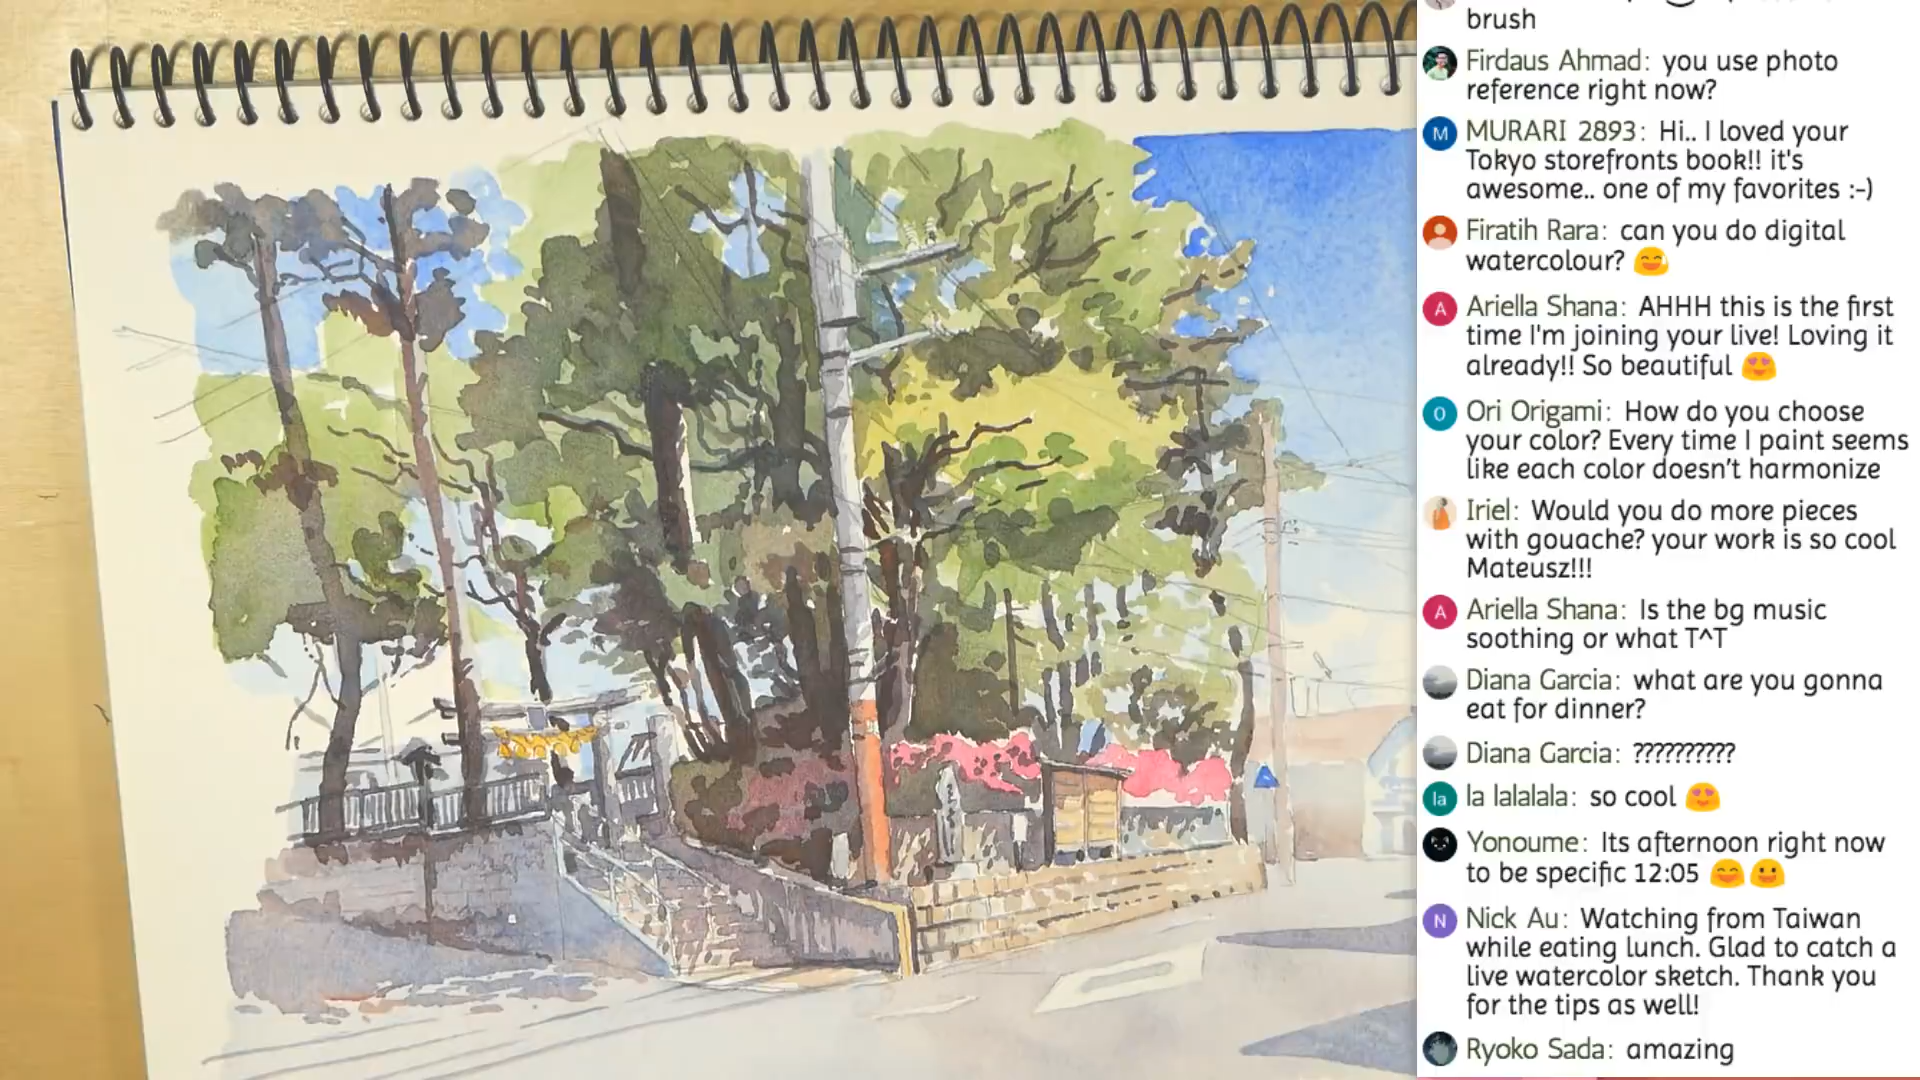 brush
Firdaus Ahmad: you use photo
reference right now?
M MURARI 2893: Hi.. I loved your
Tokyo storefronts book!! it's
awesome.. one of my favorites :-)
Firatih Rara: can you do digital
watercolour? 😅
A Ariella Shana: AHHH this is the first
time I'm joining your live! Loving it
already!! So beautiful 😍
O Ori Origami: How do you choose
your color? Every time I paint seems
like each color doesn't harmonize
Iriel: Would you do more pieces
with gouache? your work is so cool
Mateusz!!!
A Ariella Shana: Is the bg music
soothing or what T^T
Diana Garcia: what are you gonna
eat for dinner?
Diana Garcia: ??????????
la la lalalala: so cool 😍
Yonoume: Its afternoon right now
to be specific 12:05 😄😀
N Nick Au: Watching from Taiwan
while eating lunch. Glad to catch a
live watercolor sketch. Thank you
for the tips as well!
Ryoko Sada: amazing